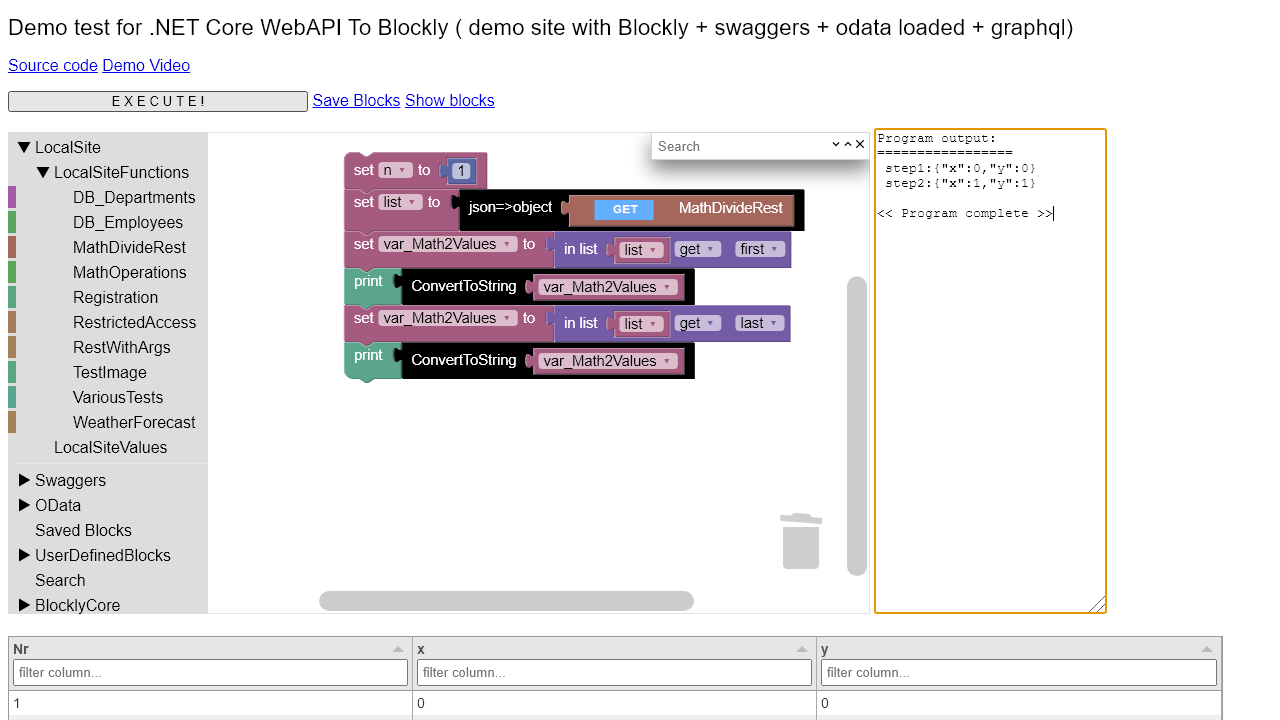 Demo test for .NET Core WebAPI To Blockly ( demo site with Blockly + swaggers + odata loaded + graphql)
Source code Demo Video
E X E C U T E ! Save Blocks Show blocks
LocalSite
LocalSiteFunctions
DB_Departments
DB_Employees
MathDivideRest
MathOperations
Registration
RestrictedAccess
RestWithArgs
TestImage
VariousTests
WeatherForecast
LocalSiteValues
Swaggers
OData
Saved Blocks
UserDefinedBlocks
Search
BlocklyCore
Search
set n to 1
set list to json=>object GET MathDivideRest
set var_Math2Values to in list list get first
print ConvertToString var_Math2Values
set var_Math2Values to in list list get last
print ConvertToString var_Math2Values
Program output:
=================
step1:{"x":0,"y":0}
step2:{"x":1,"y":1}
<< Program complete >>
Nr x y
filter column... filter column... filter column...
1 0 0